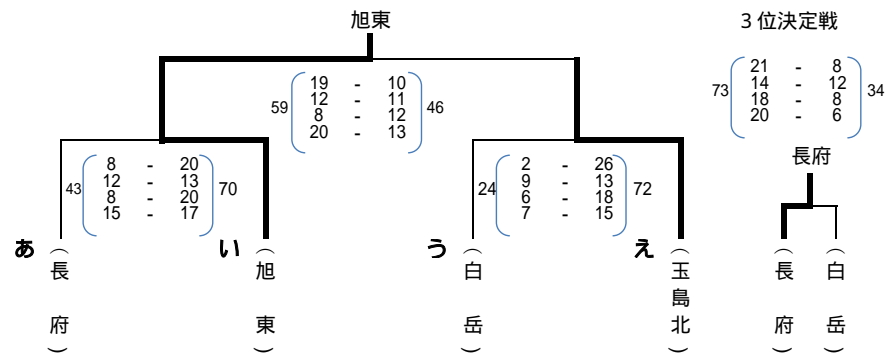 旭東
3位決定戦
59
19 - 10
12 - 11
8 - 12
20 - 13
46
73
21 - 8
14 - 12
18 - 8
20 - 6
34
長府
43
8 - 20
12 - 13
8 - 20
15 - 17
70
24
2 - 26
9 - 13
6 - 18
7 - 15
72
あ
(長府)
い
(旭東)
う
(白岳)
え
(玉島北)
(長府)
(白岳)